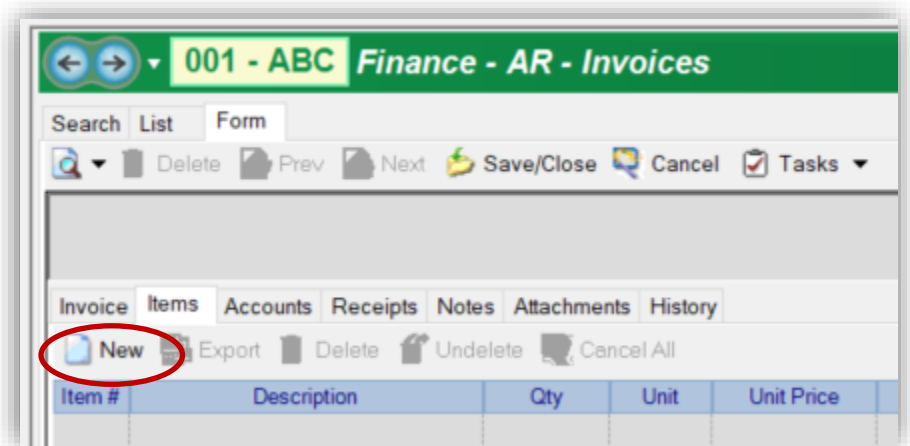 001 - ABC Finance - AR - Invoices
Search List Form
Delete Prev Next Save/Close Cancel Tasks
Invoice Items Accounts Receipts Notes Attachments History
New Export Delete Undelete Cancel All
Item # Description Qty Unit Unit Price